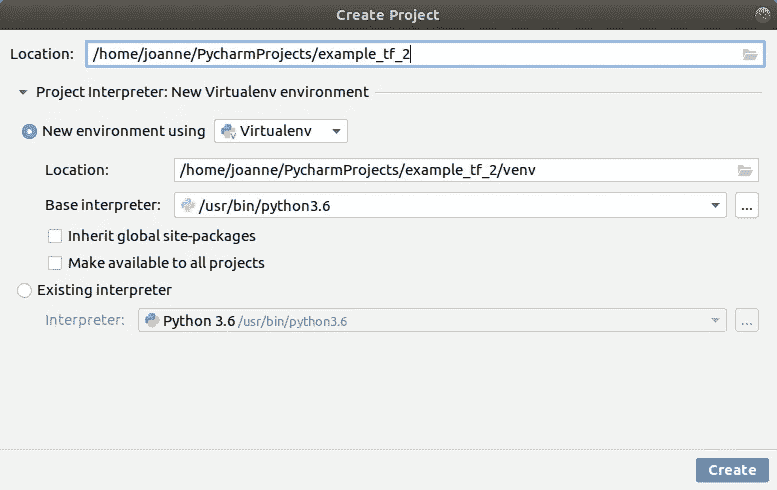 Create Project
Location: /home/joanne/PycharmProjects/example_tf_2
Project Interpreter: New Virtualenv environment
New environment using Virtualenv
Location: /home/joanne/PycharmProjects/example_tf_2/venv
Base interpreter: /usr/bin/python3.6 ...
Inherit global site-packages
Make available to all projects
Existing interpreter
Interpreter: Python 3.6 /usr/bin/python3.6 ...
Create